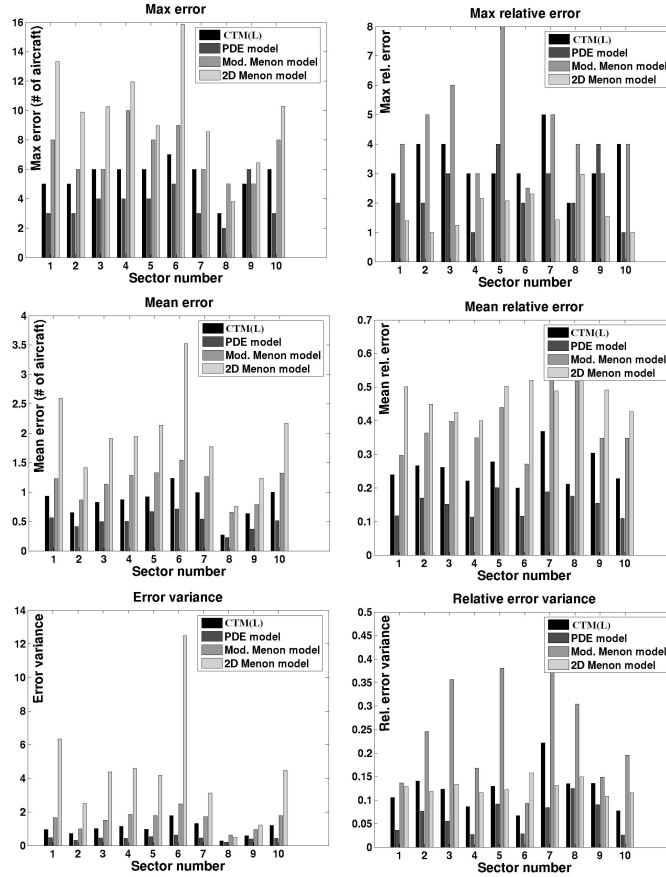 Max error
Max error (# of aircraft)
16
14
12
10
8
6
4
2
0
CTM(L)
PDE model
Mod. Menon model
2D Menon model
1 2 3 4 5 6 7 8 9 10
Sector number
Max relative error
Max rel. error
8
7
6
5
4
3
2
1
0
CTM(L)
PDE model
Mod. Menon model
2D Menon model
1 2 3 4 5 6 7 8 9 10
Sector number
Mean error
Mean error (# of aircraft)
4
3.5
3
2.5
2
1.5
1
0.5
0
CTM(L)
PDE model
Mod. Menon model
2D Menon model
1 2 3 4 5 6 7 8 9 10
Sector number
Mean relative error
Mean rel. error
0.7
0.6
0.5
0.4
0.3
0.2
0.1
0
CTM(L)
PDE model
Mod. Menon model
2D Menon model
1 2 3 4 5 6 7 8 9 10
Sector number
Error variance
Error variance
14
12
10
8
6
4
2
0
CTM(L)
PDE model
Mod. Menon model
2D Menon model
1 2 3 4 5 6 7 8 9 10
Sector number
Relative error variance
Rel. error variance
0.5
0.45
0.4
0.35
0.3
0.25
0.2
0.15
0.1
0.05
0
CTM(L)
PDE model
Mod. Menon model
2D Menon model
1 2 3 4 5 6 7 8 9 10
Sector number